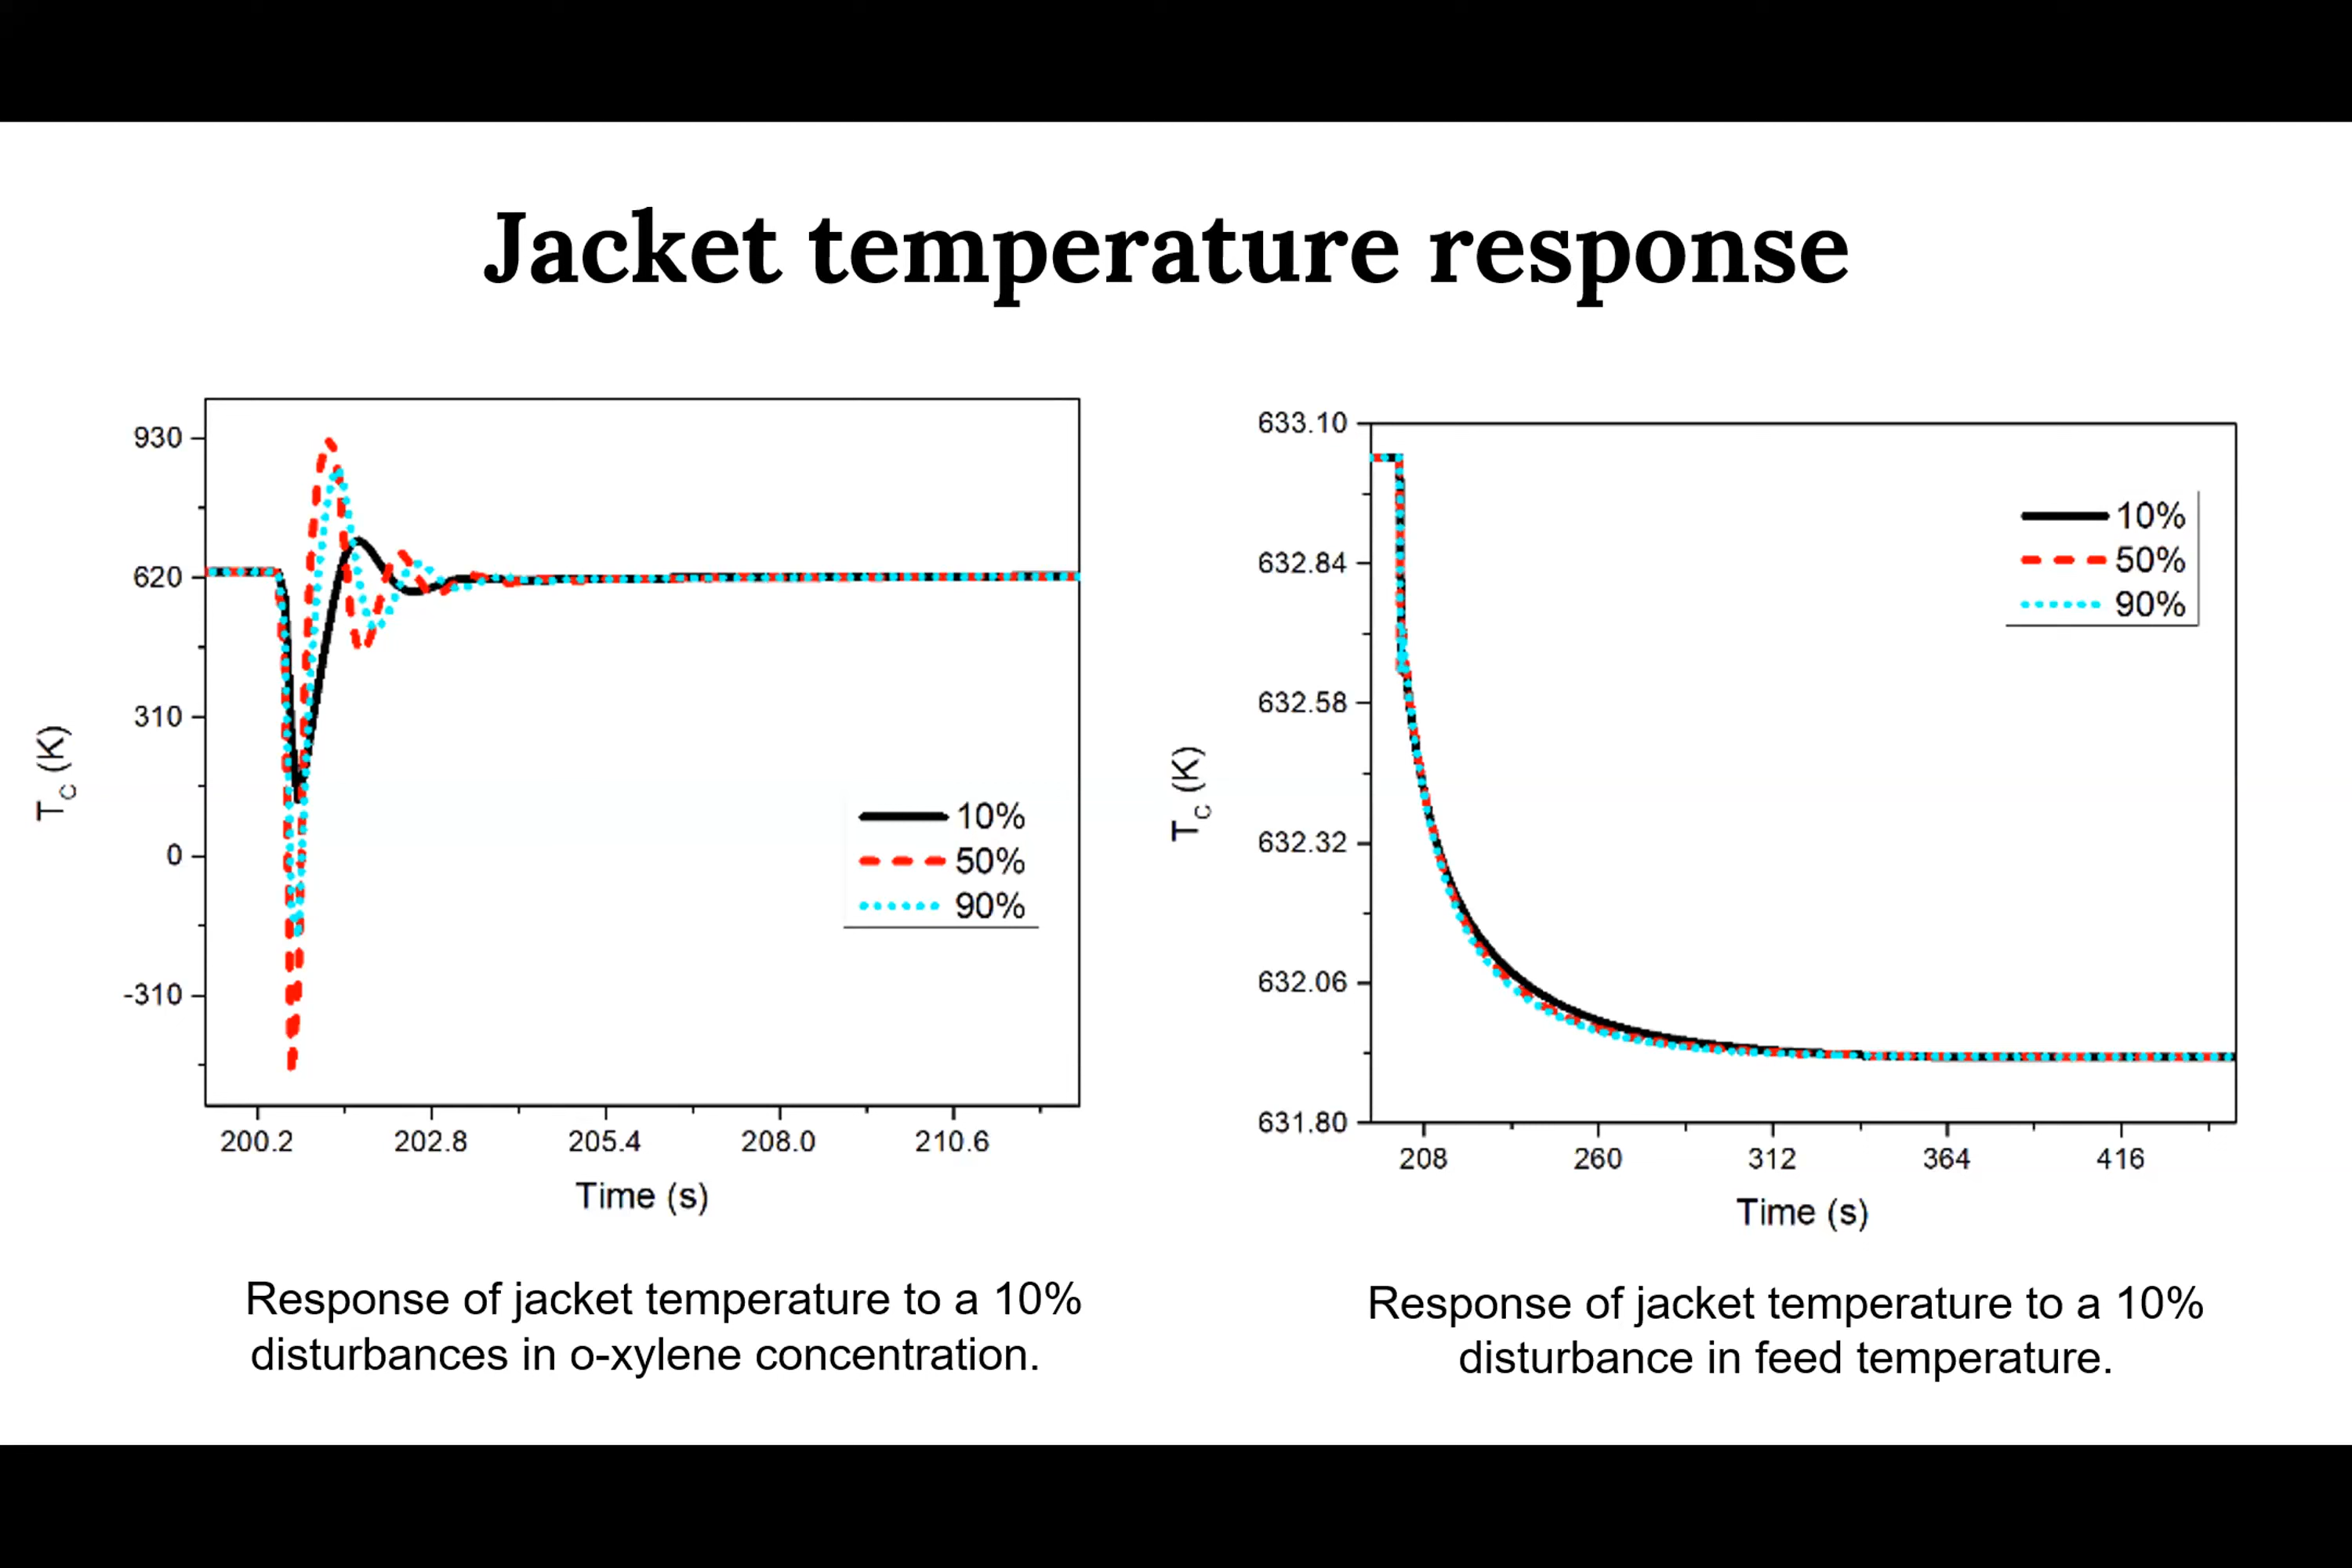 Jacket temperature response
930
620
310
0
-310
T_C (K)
200.2 202.8 205.4 208.0 210.6
Time (s)
10%
50%
90%
Response of jacket temperature to a 10%
disturbances in o-xylene concentration.
633.10
632.84
632.58
632.32
632.06
631.80
T_C (K)
208 260 312 364 416
Time (s)
10%
50%
90%
Response of jacket temperature to a 10%
disturbance in feed temperature.